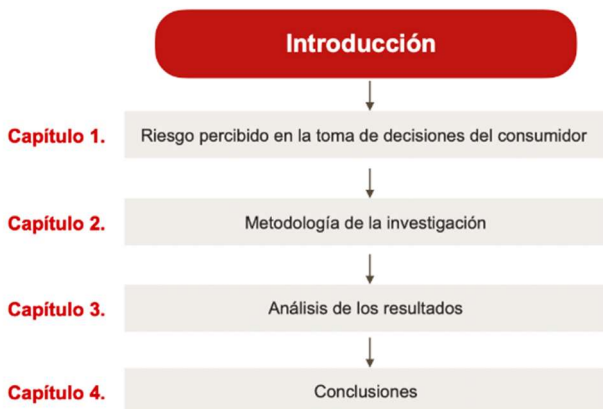 Introducción
Capítulo 1. Riesgo percibido en la toma de decisiones del consumidor
Capítulo 2. Metodología de la investigación
Capítulo 3. Análisis de los resultados
Capítulo 4. Conclusiones